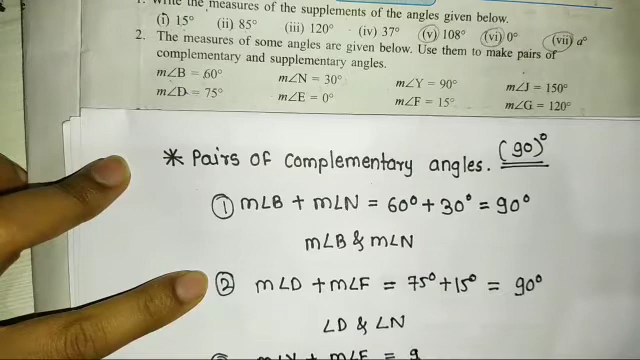 1. Write the measures of the supplements of the angles given below.
(i) 15° (ii) 85° (iii) 120° (iv) 37° (v) 108° (vi) 0° (vii) a°
2. The measures of some angles are given below. Use them to make pairs of
complementary and supplementary angles.
m∠B = 60° m∠N = 30° m∠Y = 90° m∠J = 150°
m∠D = 75° m∠E = 0° m∠F = 15° m∠G = 120°
* Pairs of complementary angles. (90)°
① m∠B + m∠N = 60° + 30° = 90°
m∠B & m∠N
② m∠D + m∠F = 75° + 15° = 90°
∠D & ∠N